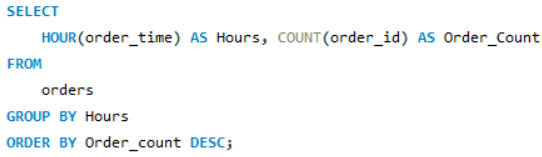 SELECT
HOUR(order_time) AS Hours, COUNT(order_id) AS Order_Count
FROM
orders
GROUP BY Hours
ORDER BY Order_count DESC;